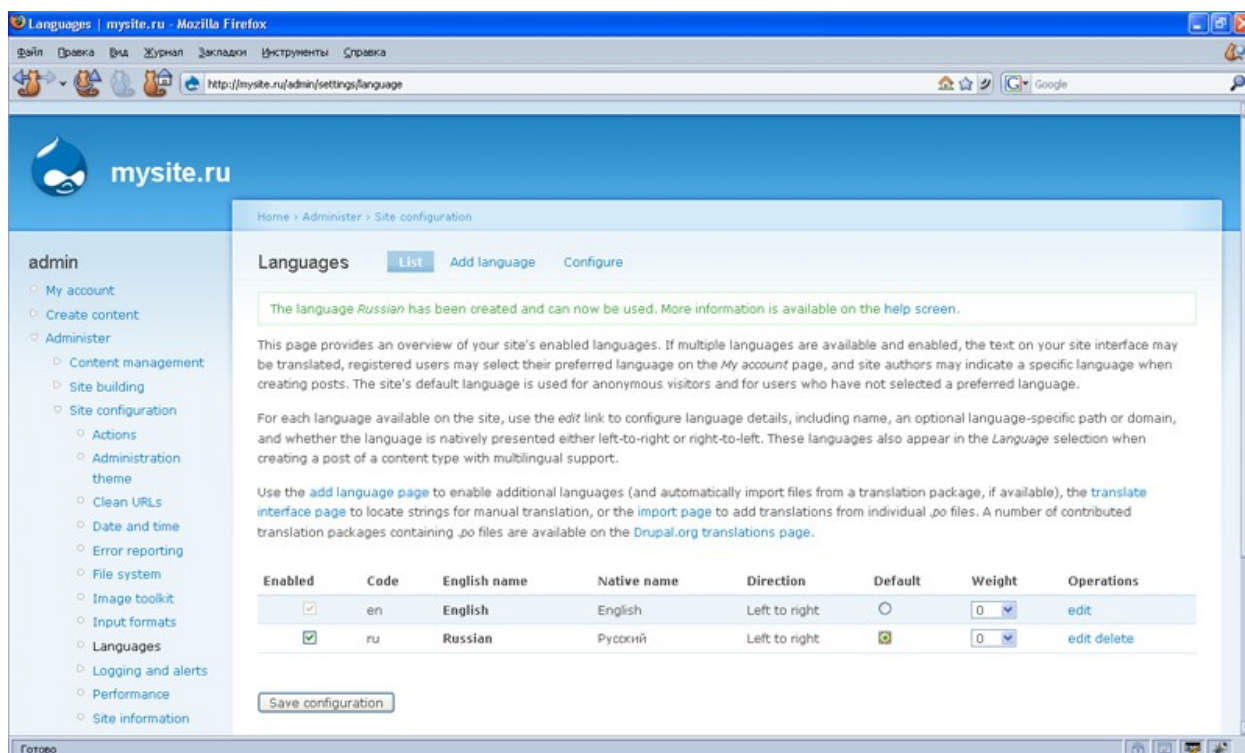 Languages | mysite.ru - Mozilla Firefox
Файл Правка Вид Журнал Закладки Инструменты Справка
http://mysite.ru/admin/settings/language
Google
mysite.ru
Home › Administer › Site configuration
admin
My account
Create content
Administer
Content management
Site building
Site configuration
Actions
Administration
theme
Clean URLs
Date and time
Error reporting
File system
Image toolkit
Input formats
Languages
Logging and alerts
Performance
Site information
Languages List Add language Configure
The language Russian has been created and can now be used. More information is available on the help screen.
This page provides an overview of your site's enabled languages. If multiple languages are available and enabled, the text on your site interface may
be translated, registered users may select their preferred language on the My account page, and site authors may indicate a specific language when
creating posts. The site's default language is used for anonymous visitors and for users who have not selected a preferred language.
For each language available on the site, use the edit link to configure language details, including name, an optional language-specific path or domain,
and whether the language is natively presented either left-to-right or right-to-left. These languages also appear in the Language selection when
creating a post of a content type with multilingual support.
Use the add language page to enable additional languages (and automatically import files from a translation package, if available), the translate
interface page to locate strings for manual translation, or the import page to add translations from individual .po files. A number of contributed
translation packages containing .po files are available on the Drupal.org translations page.
Enabled Code English name Native name Direction Default Weight Operations
en English English Left to right 0 edit
ru Russian Русский Left to right 0 edit delete
Save configuration
Готово